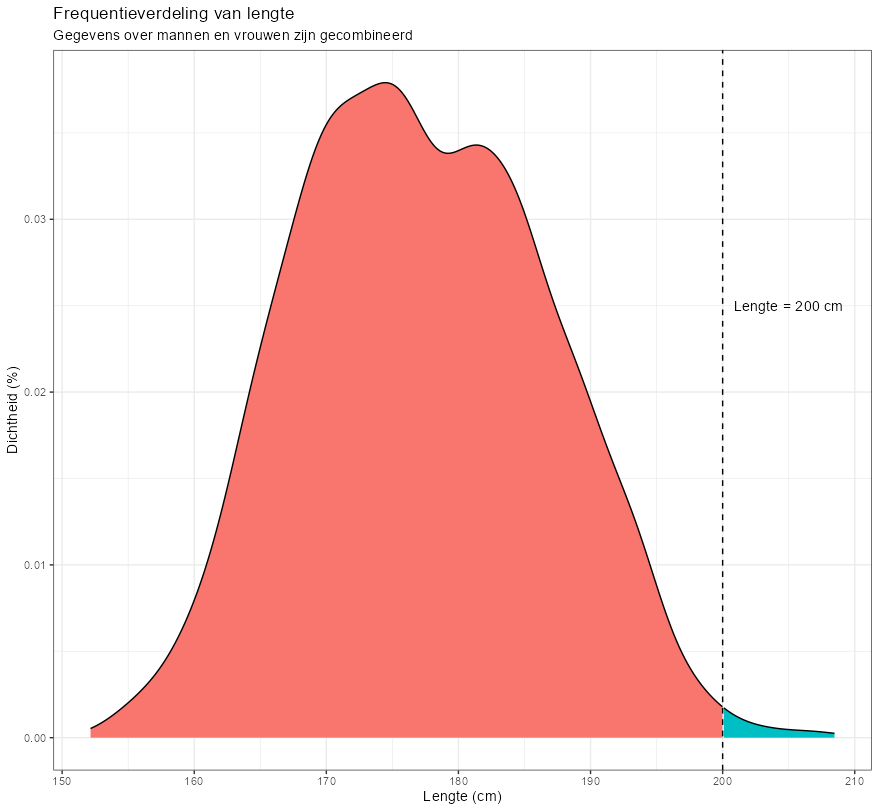 Frequentieverdeling van lengte
Gegevens over mannen en vrouwen zijn gecombineerd
Dichtheid (%)
0.03
0.02
0.01
0.00
Lengte = 200 cm
150 160 170 180 190 200 210
Lengte (cm)